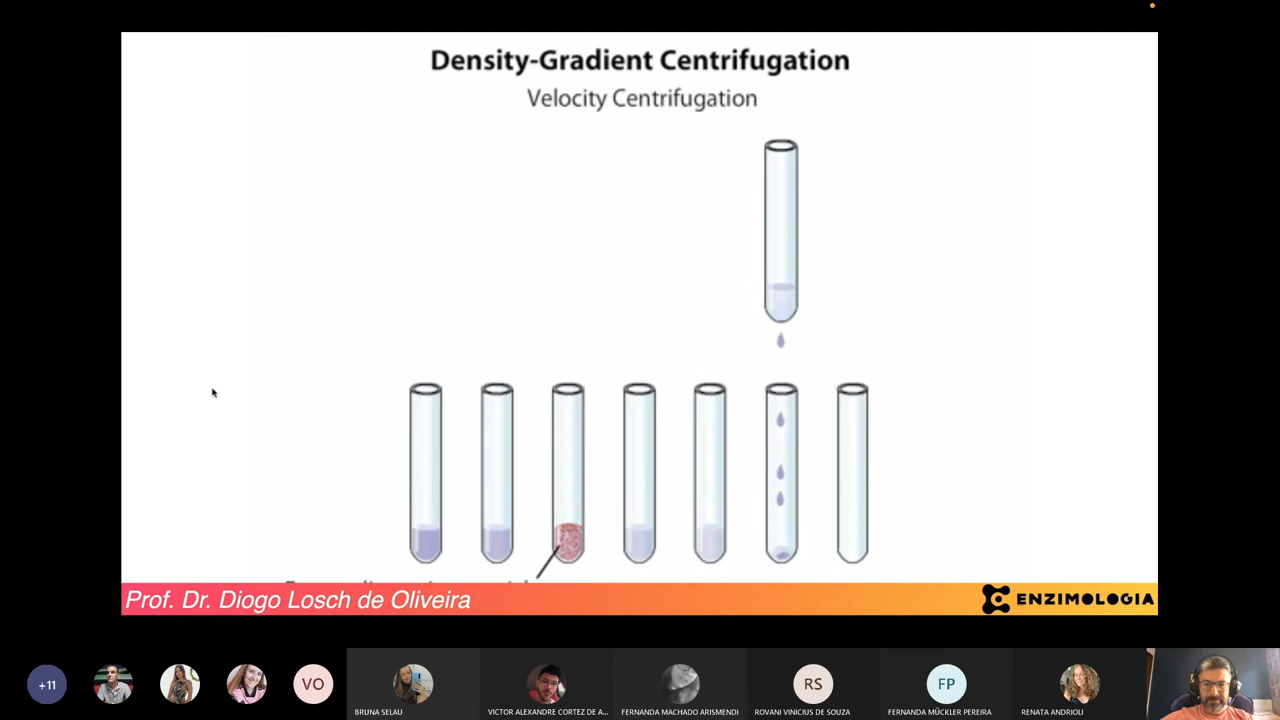 Density-Gradient Centrifugation
Velocity Centrifugation
Prof. Dr. Diogo Losch de Oliveira
ENZIMOLOGIA
+11
VO
RS
FP
BRUNA SELAU
VICTOR ALEXANDRE CORTEZ DE A...
FERNANDA MACHADO ARISMENDI
ROVANI VINICIUS DE SOUZA
FERNANDA MÜCKLER PEREIRA
RENATA ANDRIOLI